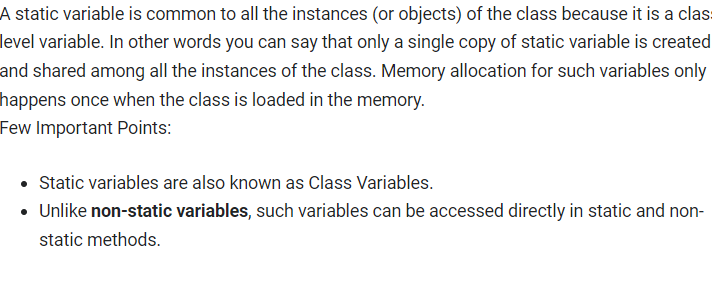 A static variable is common to all the instances (or objects) of the class because it is a clas
level variable. In other words you can say that only a single copy of static variable is created
and shared among all the instances of the class. Memory allocation for such variables only
happens once when the class is loaded in the memory.
Few Important Points:
• Static variables are also known as Class Variables.
• Unlike non-static variables, such variables can be accessed directly in static and non-
static methods.